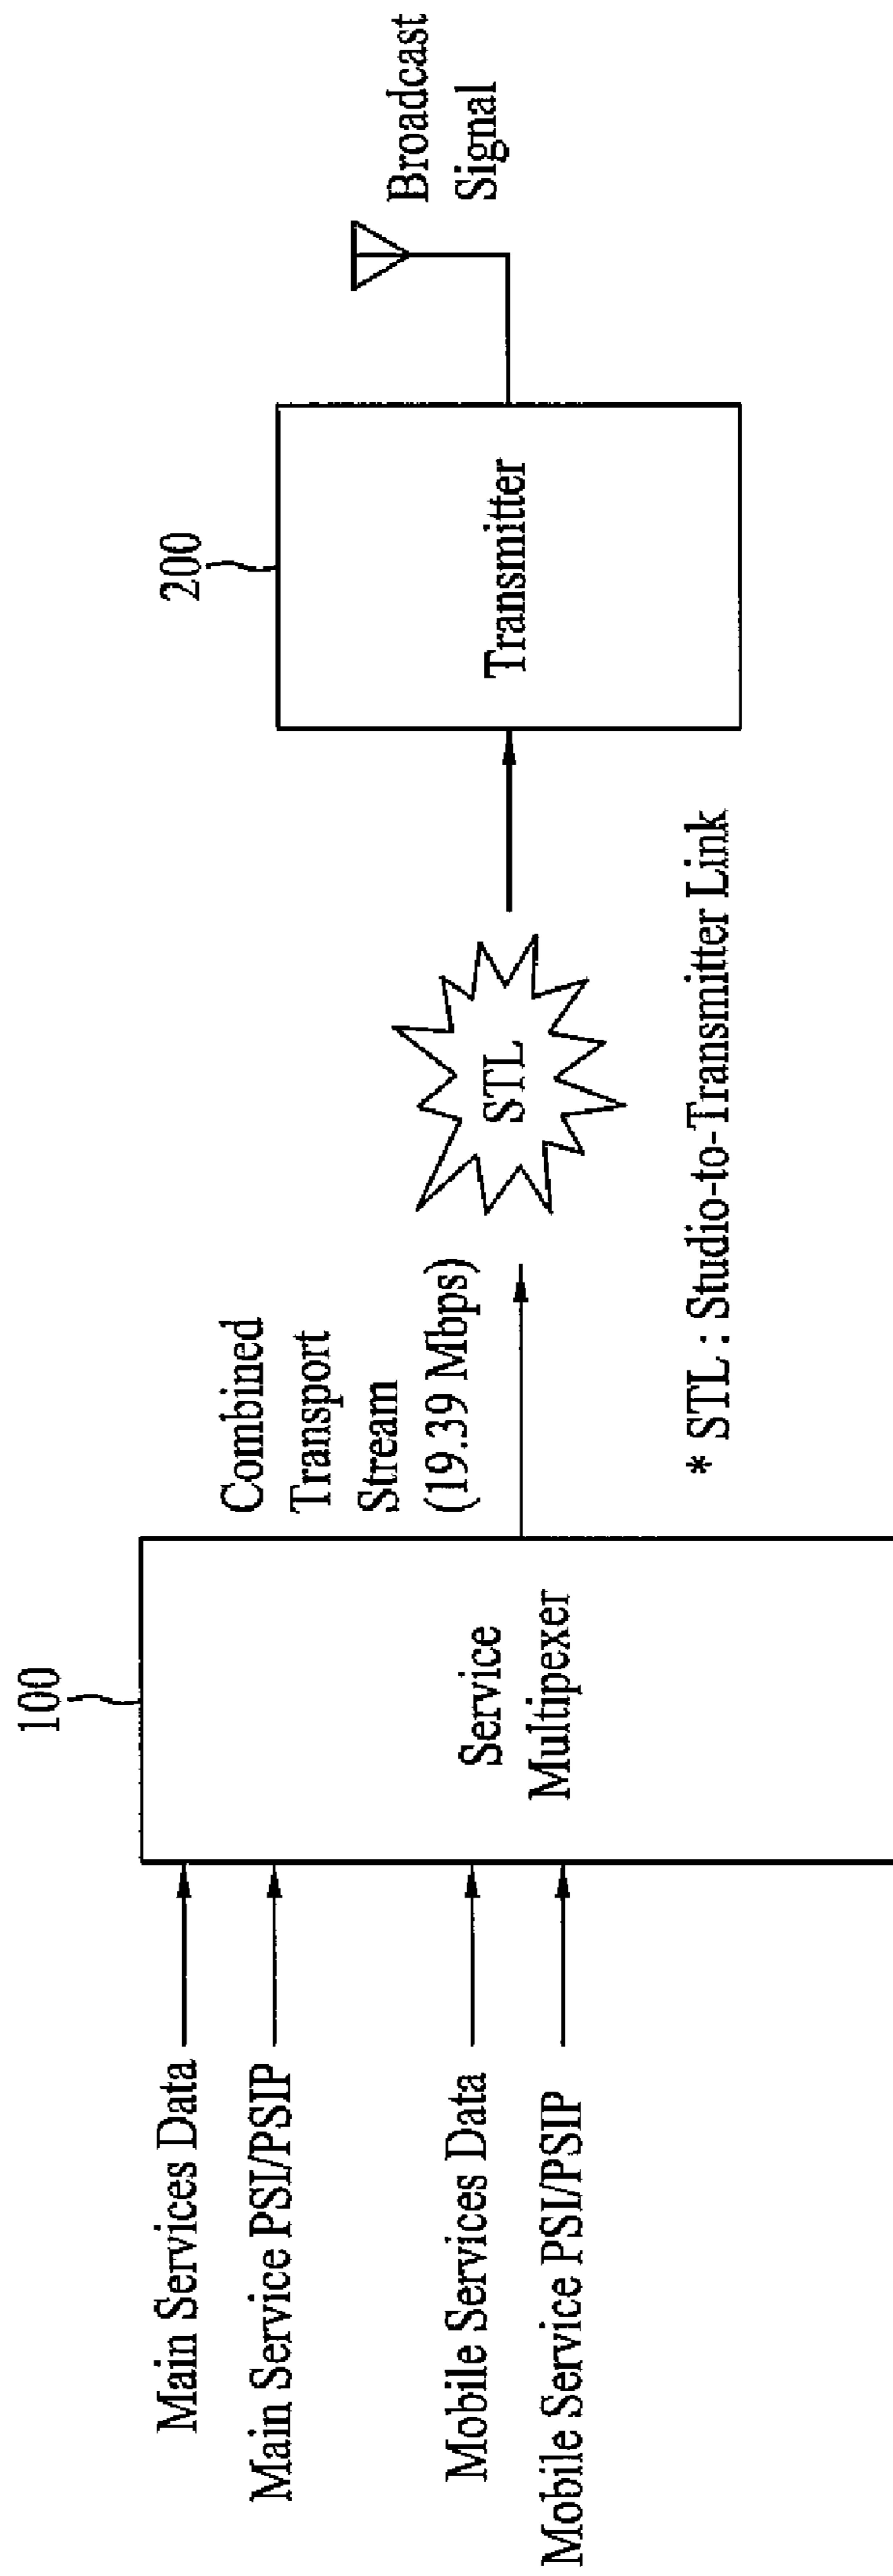 Main Services Data
Main Service PSI/PSIP
Mobile Services Data
Mobile Service PSI/PSIP
100
Service
Multipexer
Combined
Transport
Stream
(19.39 Mbps)
STL
200
Transmitter
Broadcast
Signal
* STL : Studio-to-Transmitter Link